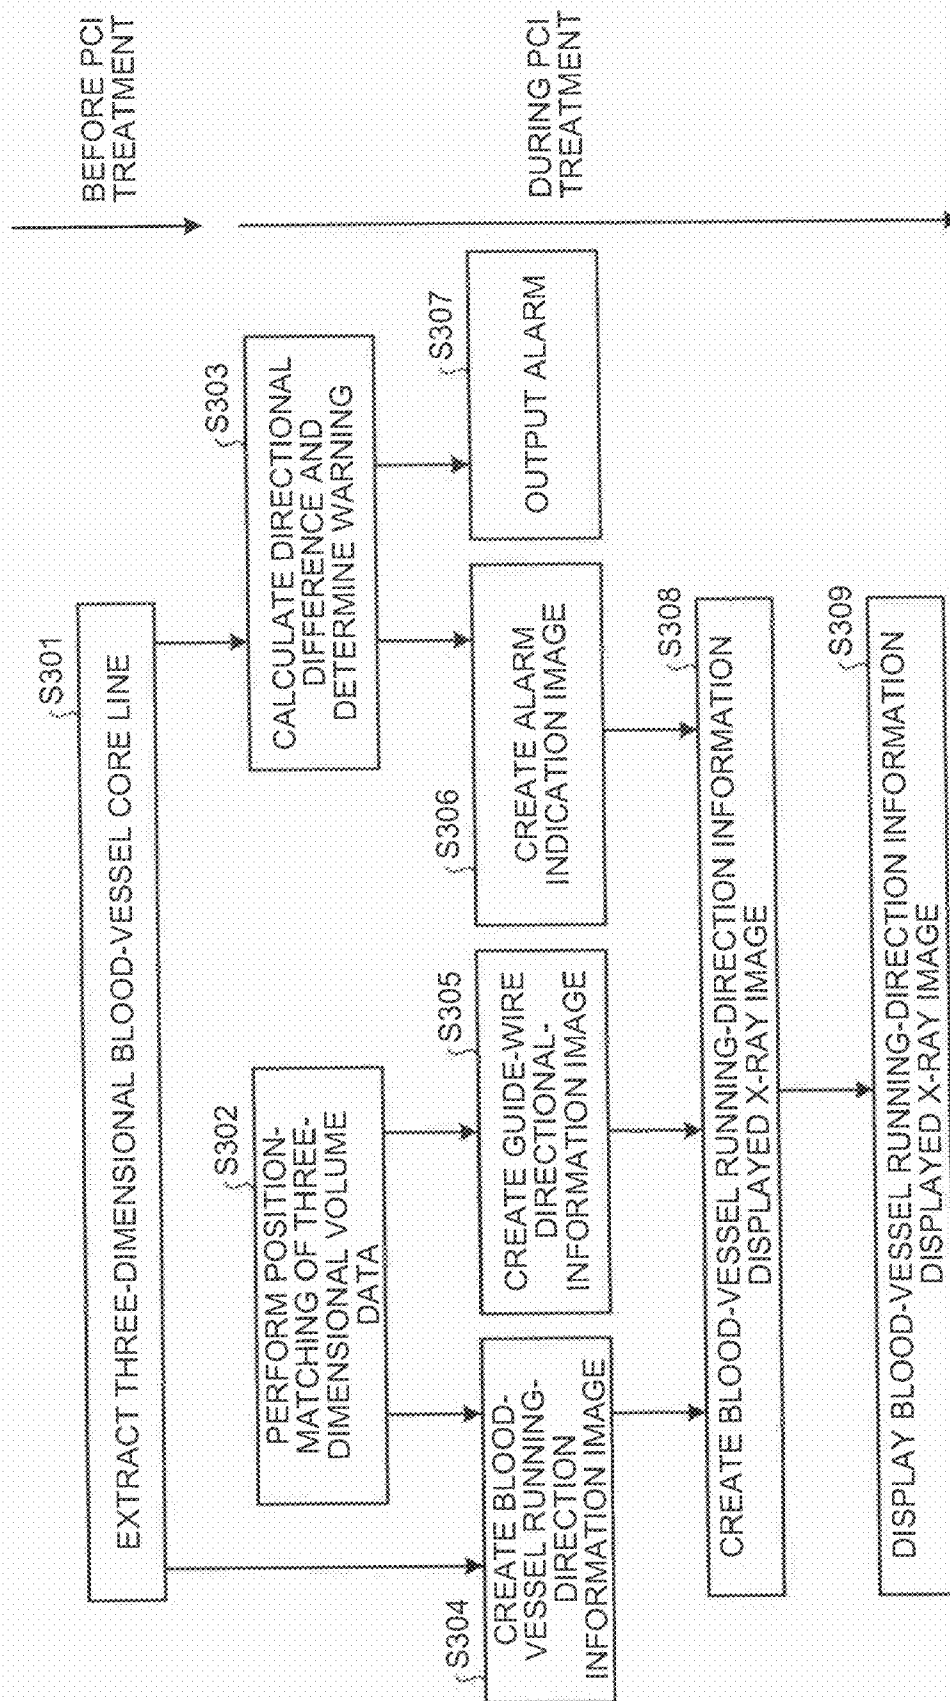 BEFORE PCI
TREATMENT
S301
EXTRACT THREE-DIMENSIONAL BLOOD-VESSEL CORE LINE
S302
PERFORM POSITION-
MATCHING OF THREE-
DIMENSIONAL VOLUME
DATA
S303
CALCULATE DIRECTIONAL
DIFFERENCE AND
DETERMINE WARNING
DURING PCI
TREATMENT
S304
CREATE BLOOD-
VESSEL RUNNING-
DIRECTION
INFORMATION IMAGE
S305
CREATE GUIDE-WIRE
DIRECTIONAL-
INFORMATION IMAGE
S306
CREATE ALARM
INDICATION IMAGE
S307
OUTPUT ALARM
S308
CREATE BLOOD-VESSEL RUNNING-DIRECTION INFORMATION
DISPLAYED X-RAY IMAGE
S309
DISPLAY BLOOD-VESSEL RUNNING-DIRECTION INFORMATION
DISPLAYED X-RAY IMAGE